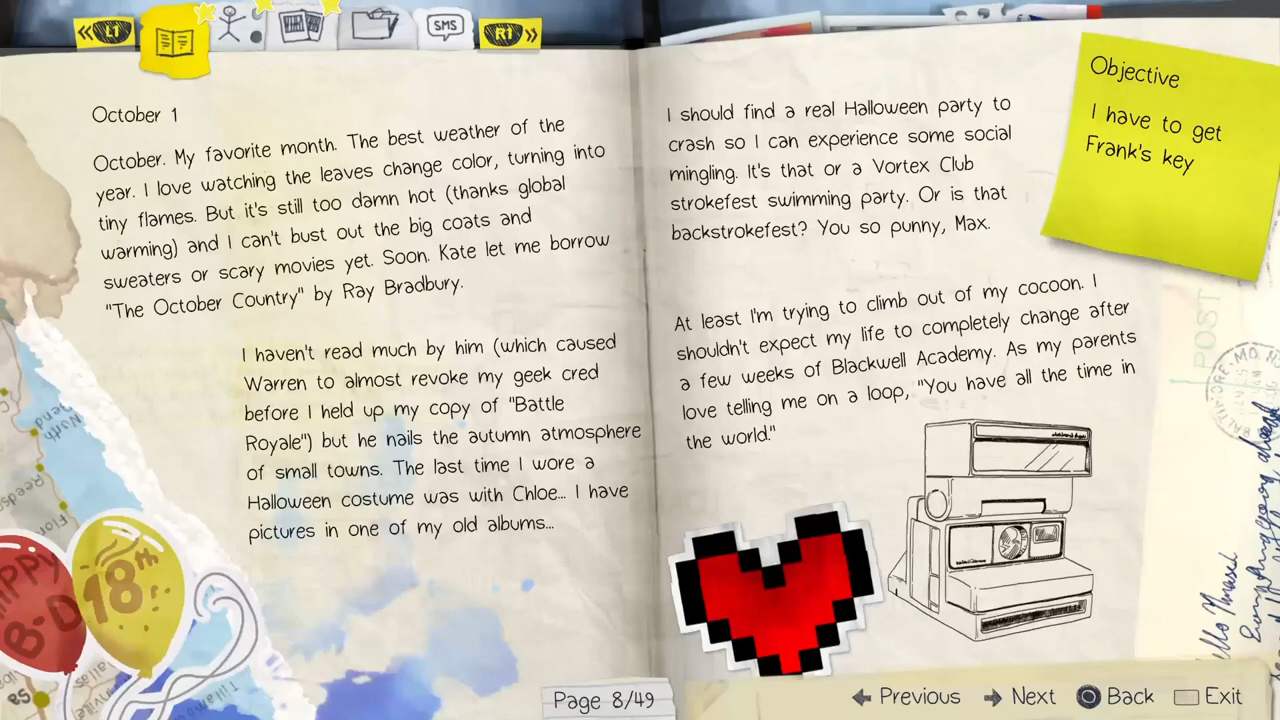 L1
SMS
R1
October 1
October. My favorite month. The best weather of the
year. I love watching the leaves change color, turning into
tiny flames. But it's still too damn hot (thanks global
warming) and I can't bust out the big coats and
sweaters or scary movies yet. Soon. Kate let me borrow
"The October Country" by Ray Bradbury.
I haven't read much by him (which caused
Warren to almost revoke my geek cred
before I held up my copy of "Battle
Royale") but he nails the autumn atmosphere
of small towns. The last time I wore a
Halloween costume was with Chloe... I have
pictures in one of my old albums...
I should find a real Halloween party to
crash so I can experience some social
mingling. It's that or a Vortex Club
strokefest swimming party. Or is that
backstrokefest? You so punny, Max.
At least I'm trying to climb out of my cocoon. I
shouldn't expect my life to completely change after
a few weeks of Blackwell Academy. As my parents
love telling me on a loop, "You have all the time in
the world."
Objective
I have to get
Frank's key
POST
North
Bend
18th
B-D
Page 8/49
Previous
Next
Back
Exit